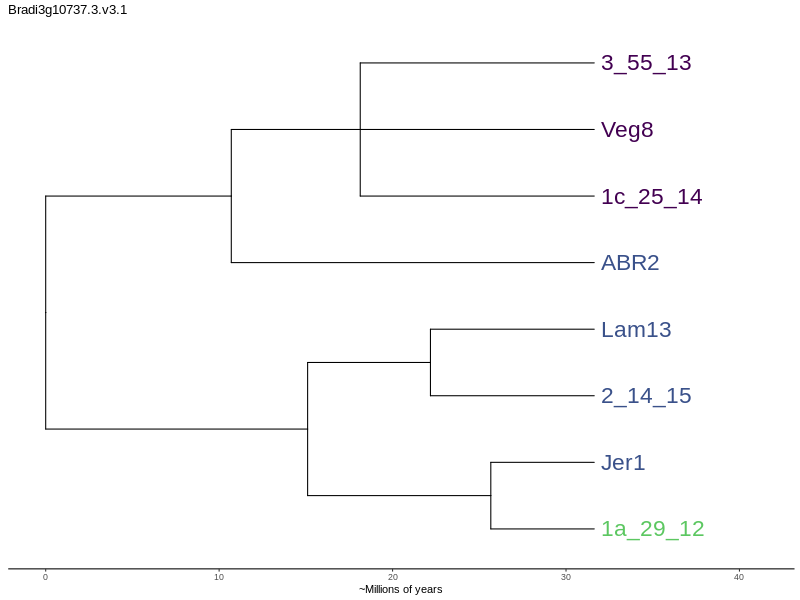 Bradi3g10737.3.v3.1
3_55_13
Veg8
1c_25_14
ABR2
Lam13
2_14_15
Jer1
1a_29_12
0 10 20 30 40
~Millions of years